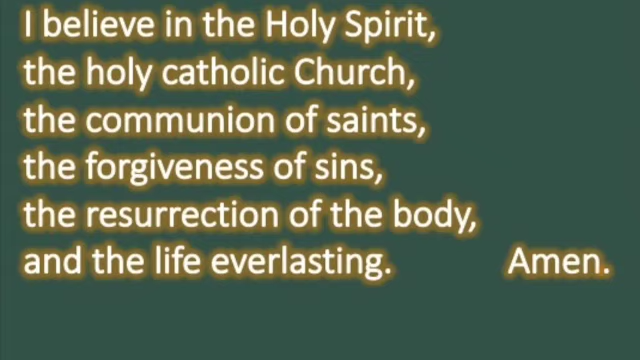 I believe in the Holy Spirit,
the holy catholic Church,
the communion of saints,
the forgiveness of sins,
the resurrection of the body,
and the life everlasting. Amen.